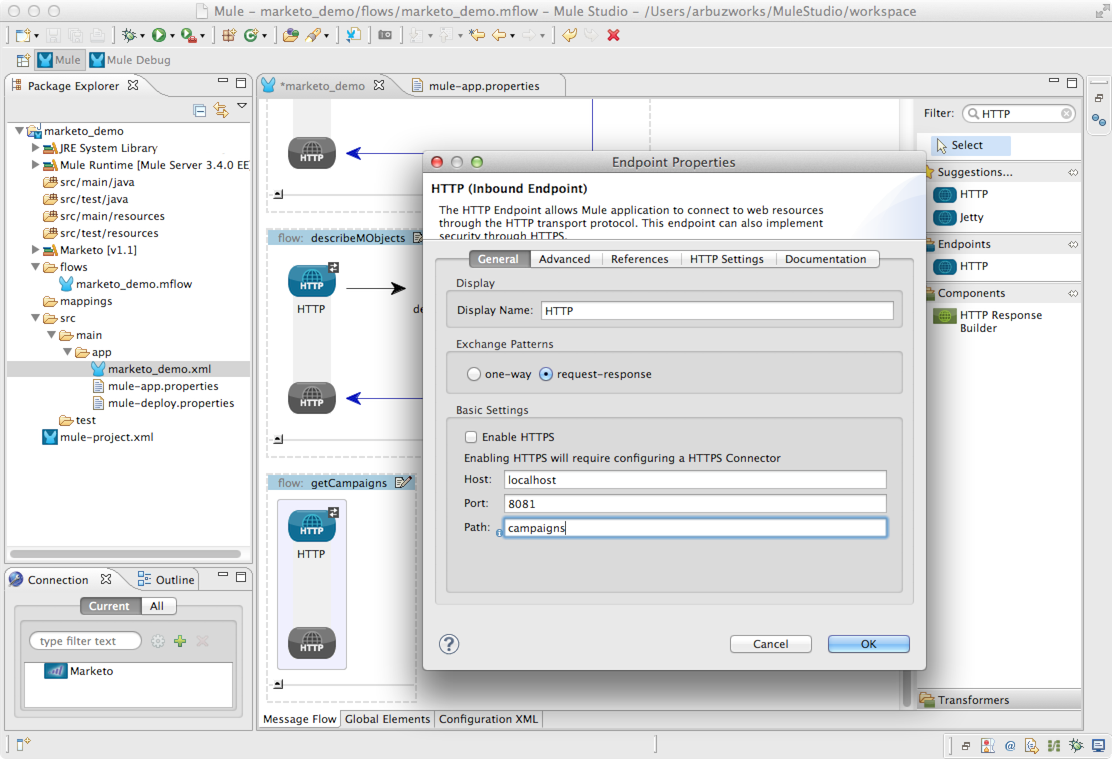 Mule – marketo_demo/flows/marketo_demo.mflow – Mule Studio – /Users/arbuzworks/MuleStudio/workspace
Mule
Mule Debug
Package Explorer
marketo_demo
JRE System Library
Mule Runtime [Mule Server 3.4.0 EE
src/main/java
src/test/java
src/main/resources
src/test/resources
Marketo [v1.1]
flows
marketo_demo.mflow
mappings
src
main
app
marketo_demo.xml
mule-app.properties
mule-deploy.properties
test
mule-project.xml
Connection
Outline
Current
All
type filter text
Marketo
*marketo_demo
mule-app.properties
HTTP
flow: describeMObjects
HTTP
HTTP
de
HTTP
flow: getCampaigns
HTTP
HTTP
HTTP
Message Flow
Global Elements
Configuration XML
Endpoint Properties
HTTP (Inbound Endpoint)
The HTTP Endpoint allows Mule application to connect to web resources
through the HTTP transport protocol. This endpoint can also implement
security through HTTPS.
General
Advanced
References
HTTP Settings
Documentation
Display
Display Name: HTTP
Exchange Patterns
one-way
request-response
Basic Settings
Enable HTTPS
Enabling HTTPS will require configuring a HTTPS Connector
Host: localhost
Port: 8081
Path: campaigns
Cancel
OK
Filter: HTTP
Select
Suggestions...
HTTP
Jetty
Endpoints
HTTP
Components
HTTP Response
Builder
Transformers